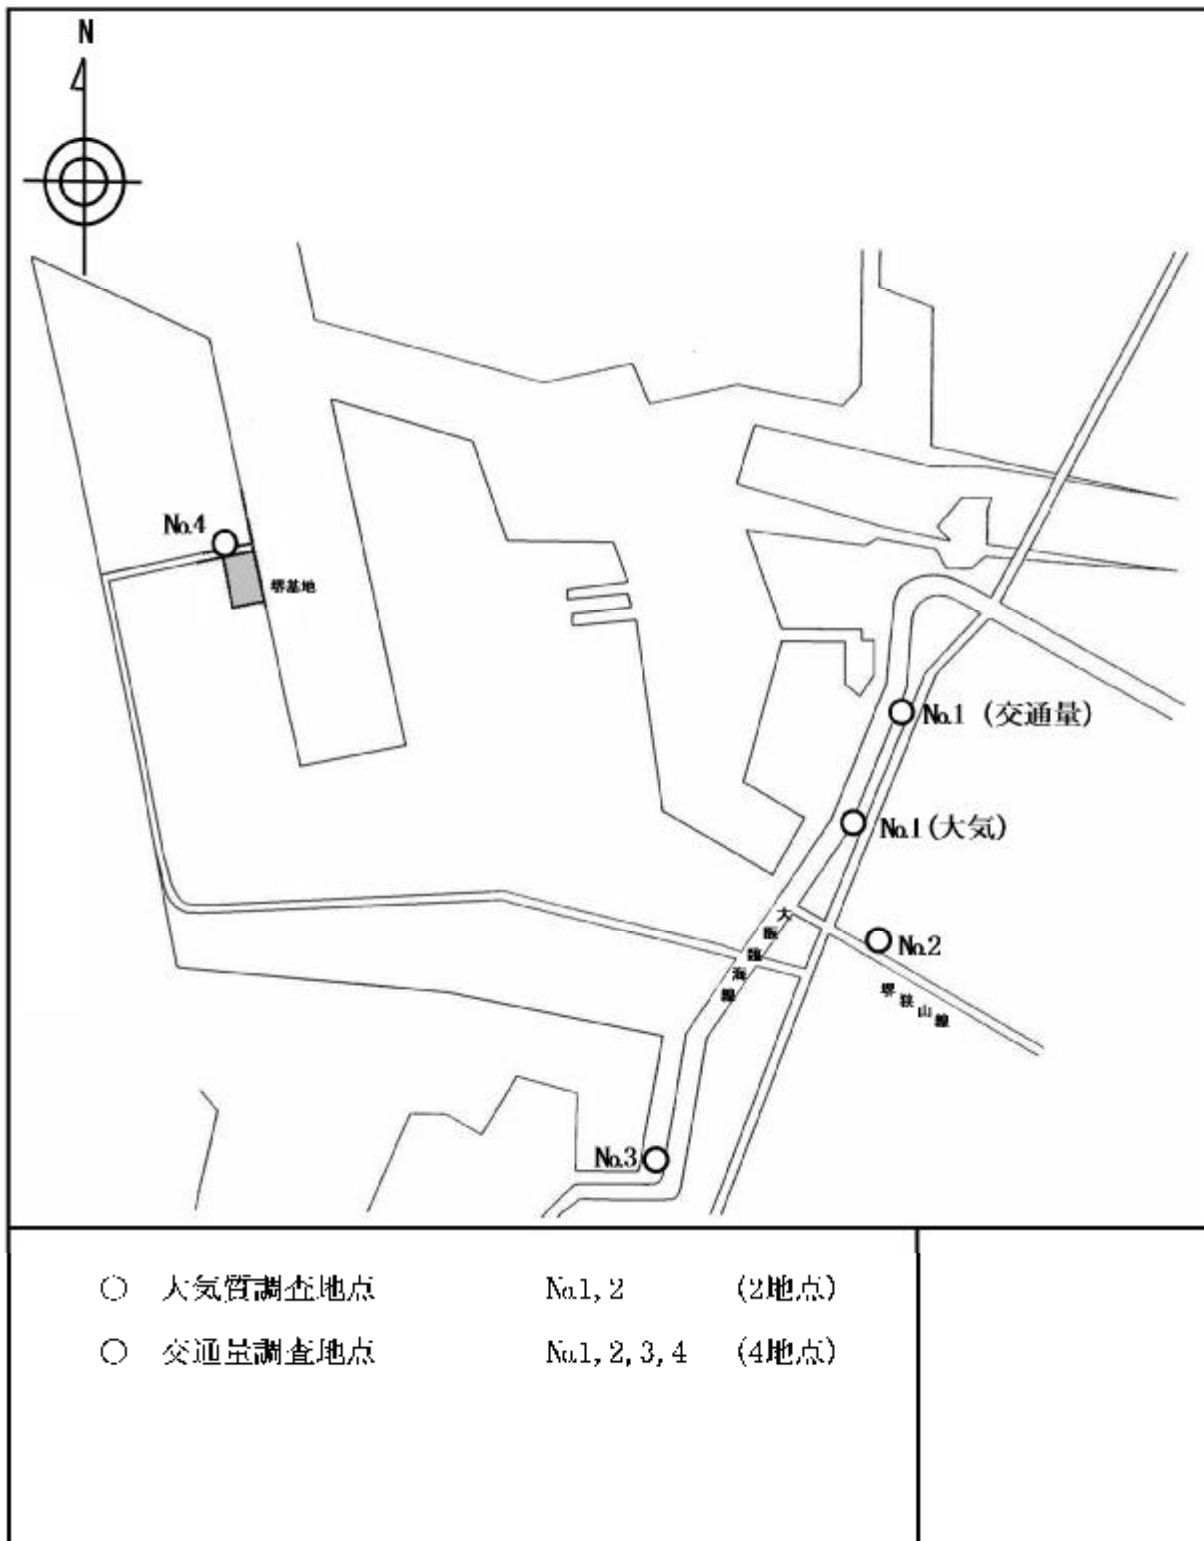 N
No.4
堺基地
No.1 (交通量)
No.1(大気)
大阪臨海線
No.2
堺狭山線
No.3
○ 大気質調査地点 No.1,2 (2地点)
○ 交通量調査地点 No.1,2,3,4 (4地点)